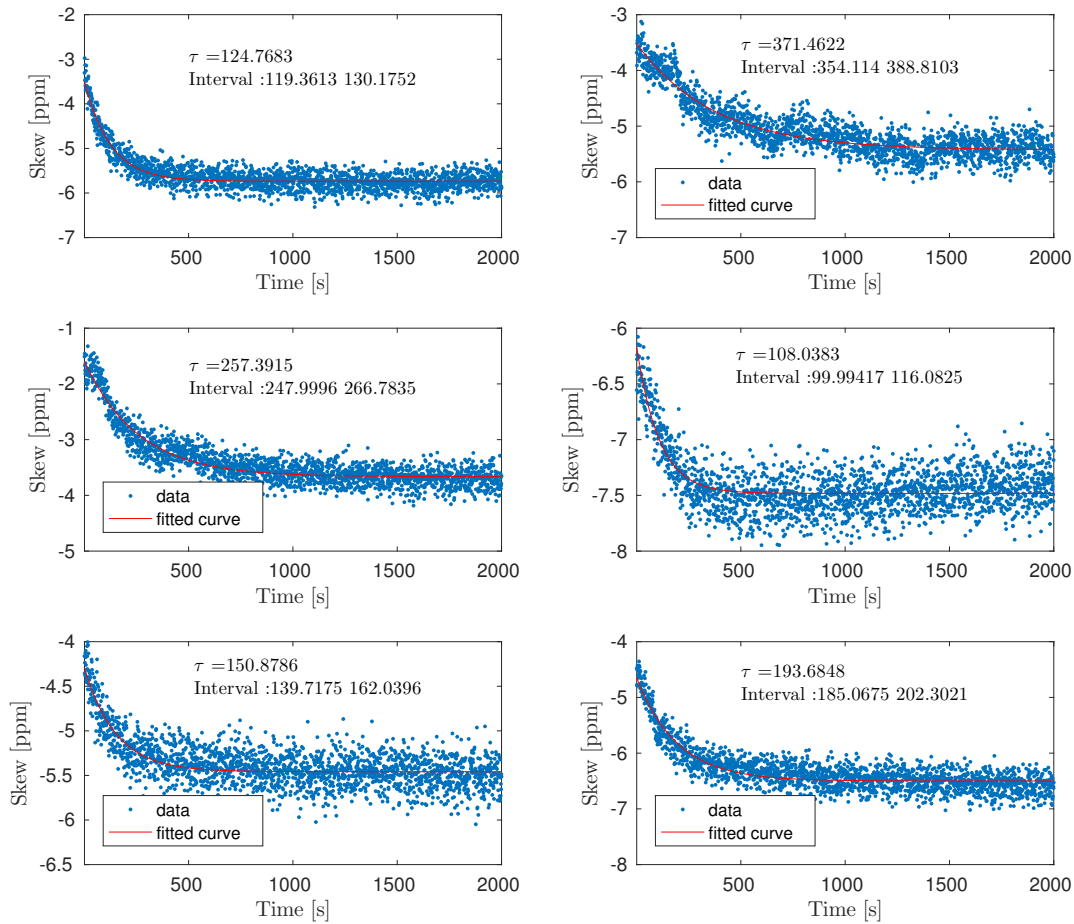 -2
-3
-4
-5
-6
-7
Skew [ppm]
τ =124.7683
Interval :119.3613 130.1752
500 1000 1500 2000
Time [s]
-3
-4
-5
-6
-7
Skew [ppm]
τ =371.4622
Interval :354.114 388.8103
data
fitted curve
500 1000 1500 2000
Time [s]
-1
-2
-3
-4
-5
Skew [ppm]
τ =257.3915
Interval :247.9996 266.7835
data
fitted curve
500 1000 1500 2000
Time [s]
-6
-6.5
-7
-7.5
-8
Skew [ppm]
τ =108.0383
Interval :99.99417 116.0825
500 1000 1500 2000
Time [s]
-4
-4.5
-5
-5.5
-6
-6.5
Skew [ppm]
τ =150.8786
Interval :139.7175 162.0396
data
fitted curve
500 1000 1500 2000
Time [s]
-4
-5
-6
-7
-8
Skew [ppm]
τ =193.6848
Interval :185.0675 202.3021
data
fitted curve
500 1000 1500 2000
Time [s]